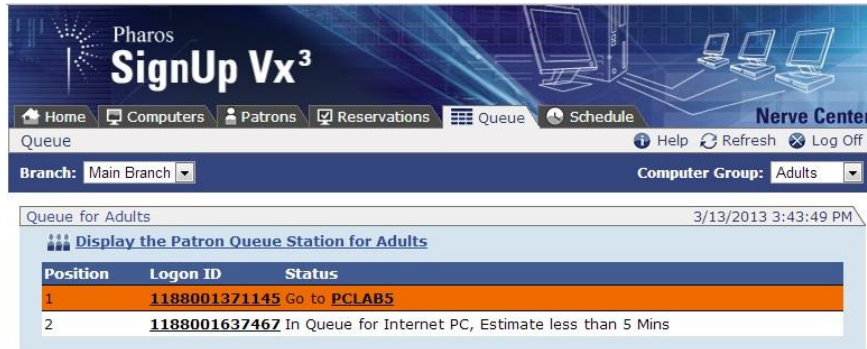 Pharos
SignUp Vx³
Home Computers Patrons Reservations Queue Schedule Nerve Center
Queue Help Refresh Log Off
Branch: Main Branch Computer Group: Adults
Queue for Adults 3/13/2013 3:43:49 PM
Display the Patron Queue Station for Adults
Position Logon ID Status
1 1188001371145 Go to PCLAB5
2 1188001637467 In Queue for Internet PC, Estimate less than 5 Mins